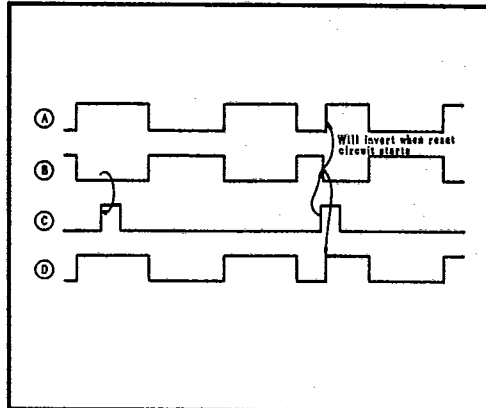 A
Will invert when reset
circuit starts
B
C
D